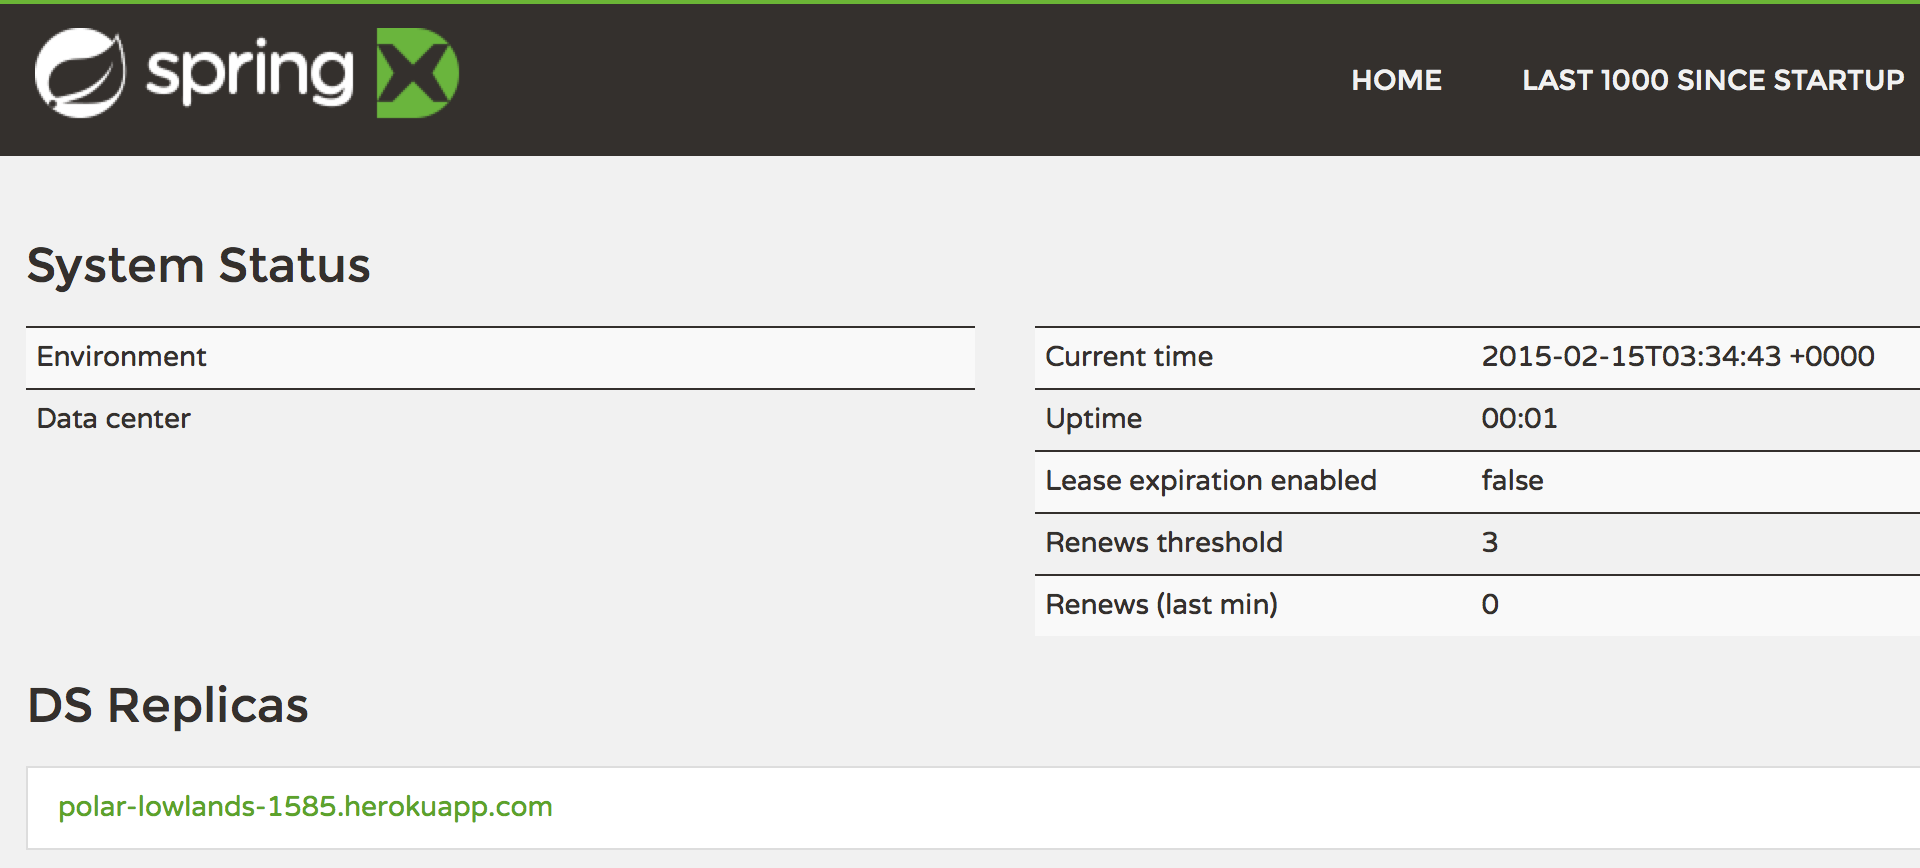 spring
HOME LAST 1000 SINCE STARTUP
System Status
Environment
Data center
Current time 2015-02-15T03:34:43 +0000
Uptime 00:01
Lease expiration enabled false
Renews threshold 3
Renews (last min) 0
DS Replicas
polar-lowlands-1585.herokuapp.com